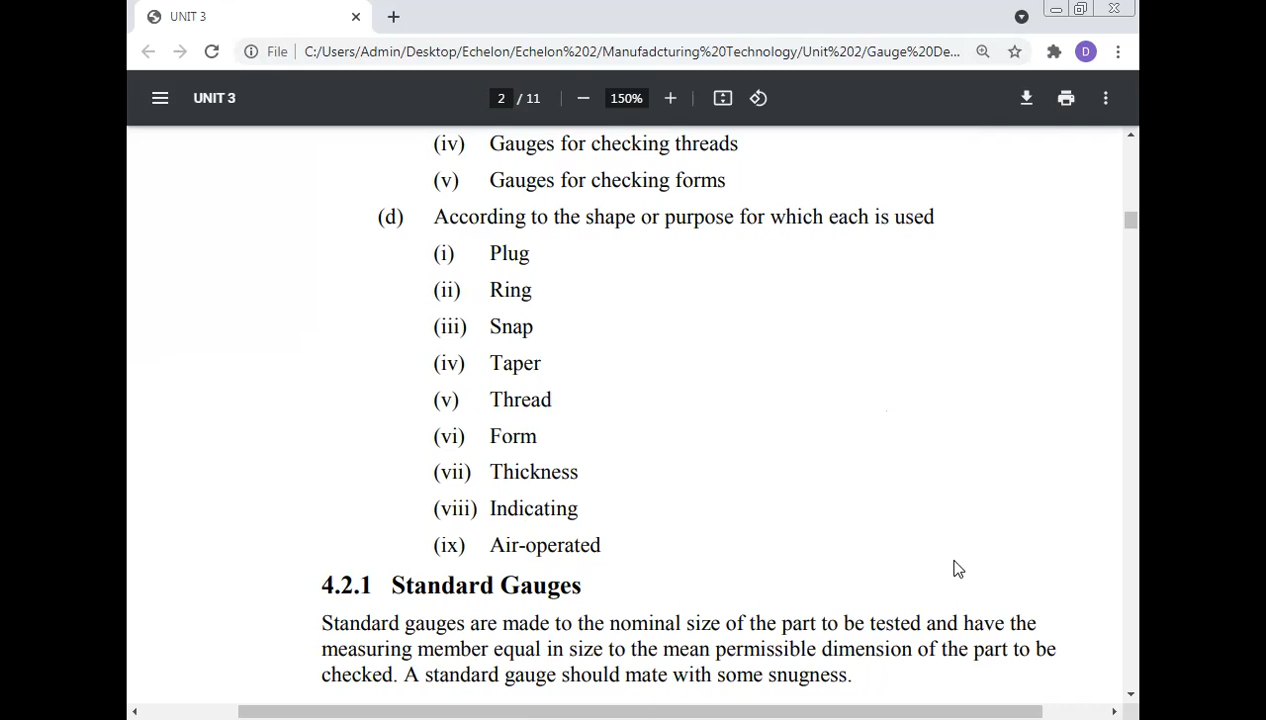 UNIT 3
File C:/Users/Admin/Desktop/Echelon/Echelon%202/Manufadcturing%20Technology/Unit%202/Gauge%20De... D
UNIT 3 2 / 11 150%
(iv) Gauges for checking threads
(v) Gauges for checking forms
(d) According to the shape or purpose for which each is used
(i) Plug
(ii) Ring
(iii) Snap
(iv) Taper
(v) Thread
(vi) Form
(vii) Thickness
(viii) Indicating
(ix) Air-operated
4.2.1 Standard Gauges
Standard gauges are made to the nominal size of the part to be tested and have the
measuring member equal in size to the mean permissible dimension of the part to be
checked. A standard gauge should mate with some snugness.